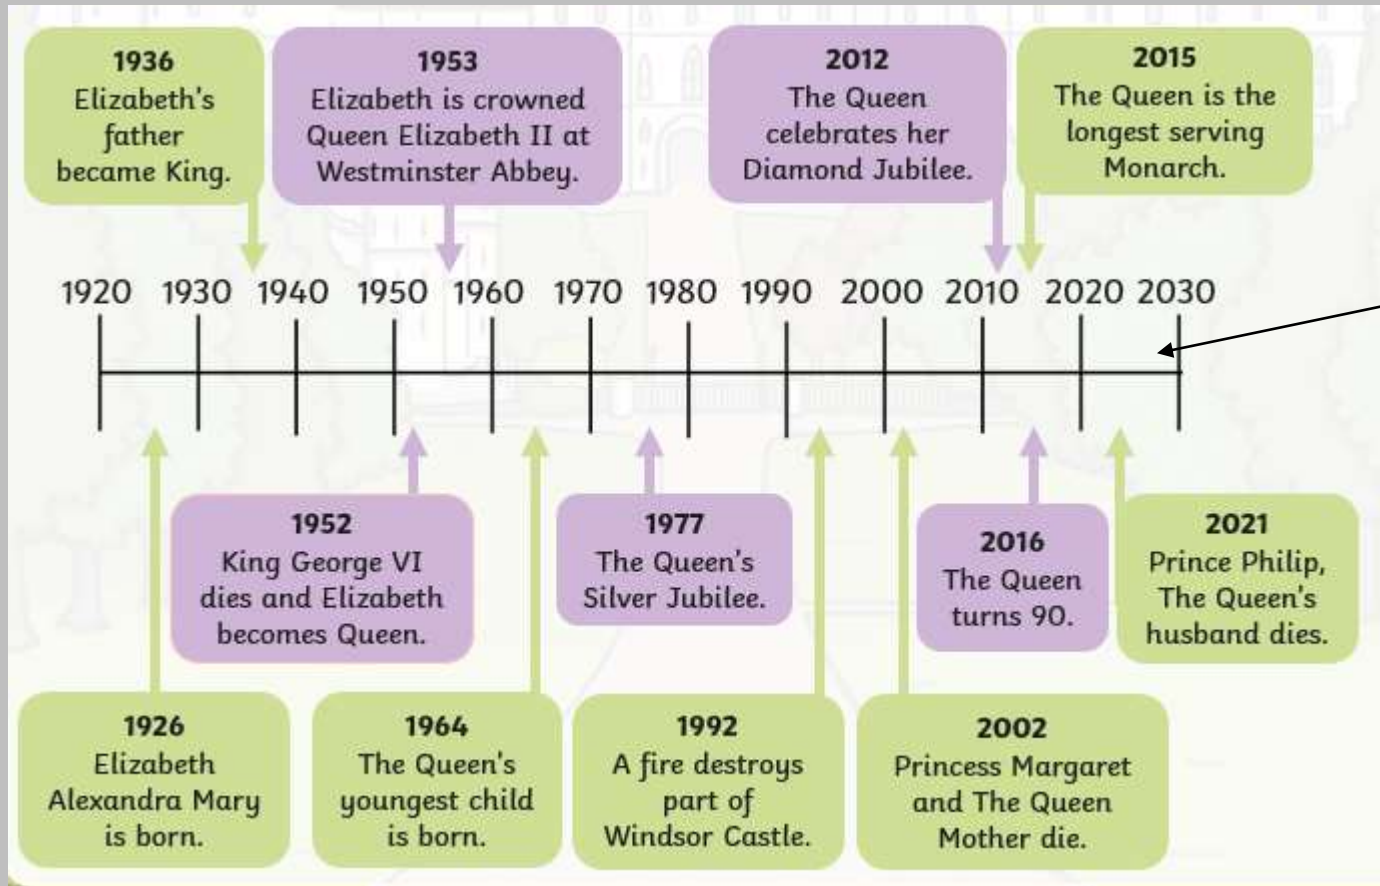 1936
Elizabeth's
father
became King.
1953
Elizabeth is crowned
Queen Elizabeth II at
Westminster Abbey.
2012
The Queen
celebrates her
Diamond Jubilee.
2015
The Queen is the
longest serving
Monarch.
1920 1930 1940 1950 1960 1970 1980 1990 2000 2010 2020 2030
1952
King George VI
dies and Elizabeth
becomes Queen.
1977
The Queen's
Silver Jubilee.
2016
The Queen
turns 90.
2021
Prince Philip,
The Queen's
husband dies.
1926
Elizabeth
Alexandra Mary
is born.
1964
The Queen's
youngest child
is born.
1992
A fire destroys
part of
Windsor Castle.
2002
Princess Margaret
and The Queen
Mother die.